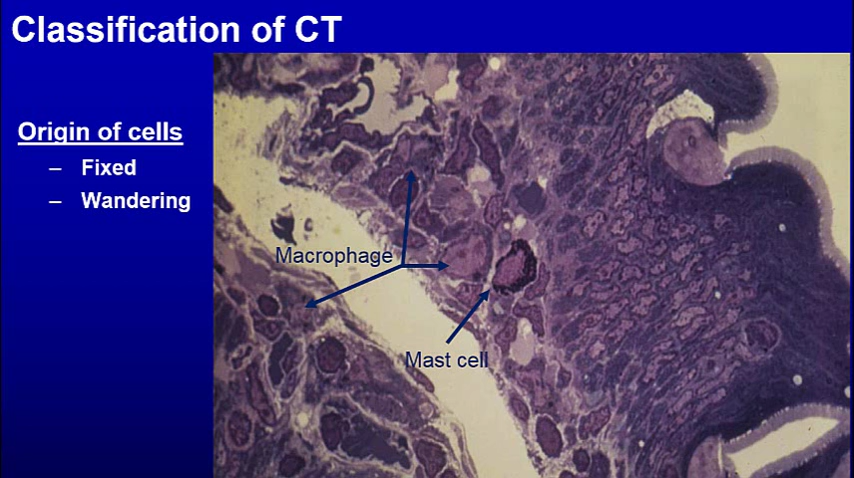 Classification of CT
Origin of cells
– Fixed
– Wandering
Macrophage
Mast cell